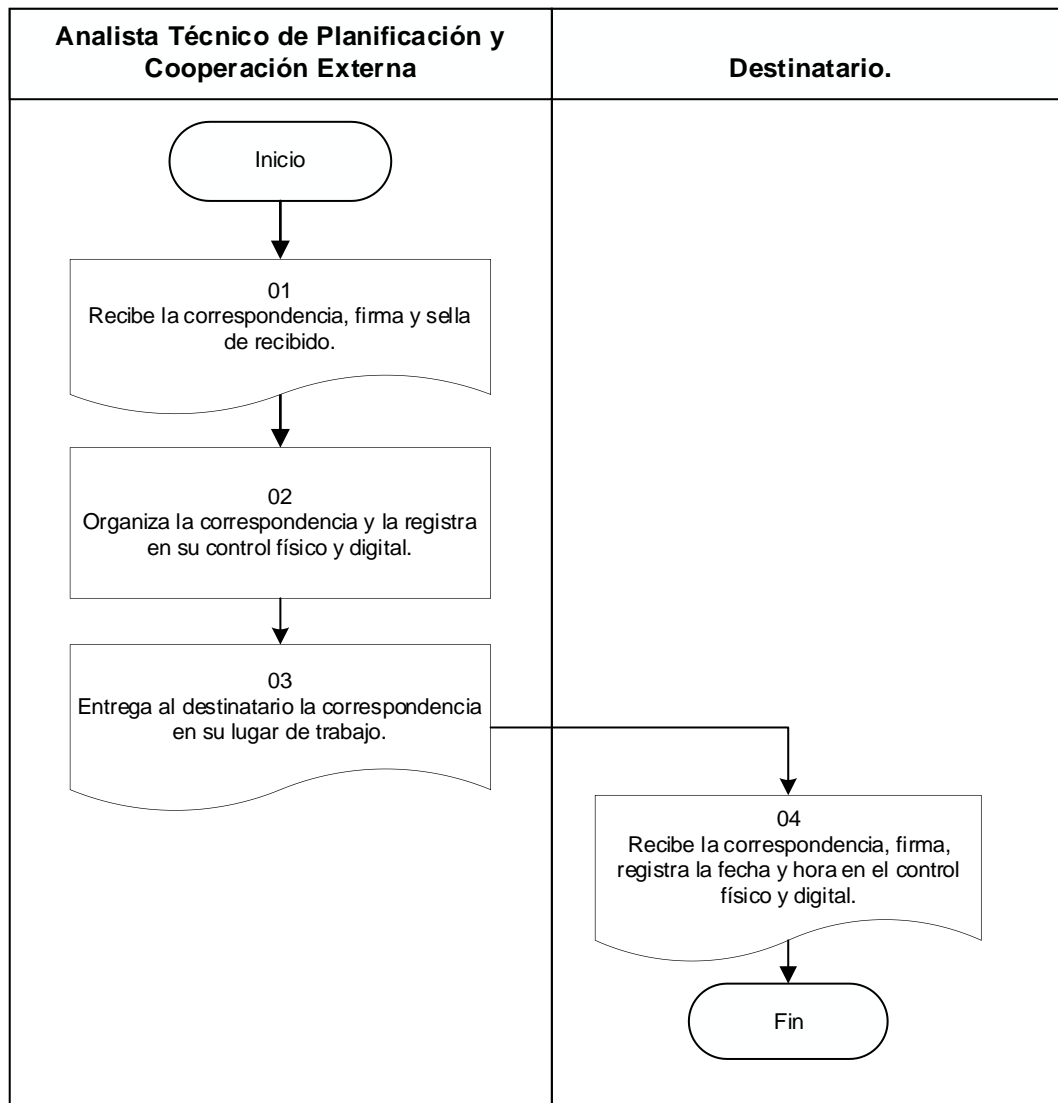 Analista Técnico de Planificación y
Cooperación Externa
Destinatario.
Inicio
01
Recibe la correspondencia, firma y sella
de recibido.
02
Organiza la correspondencia y la registra
en su control físico y digital.
03
Entrega al destinatario la correspondencia
en su lugar de trabajo.
04
Recibe la correspondencia, firma,
registra la fecha y hora en el control
físico y digital.
Fin